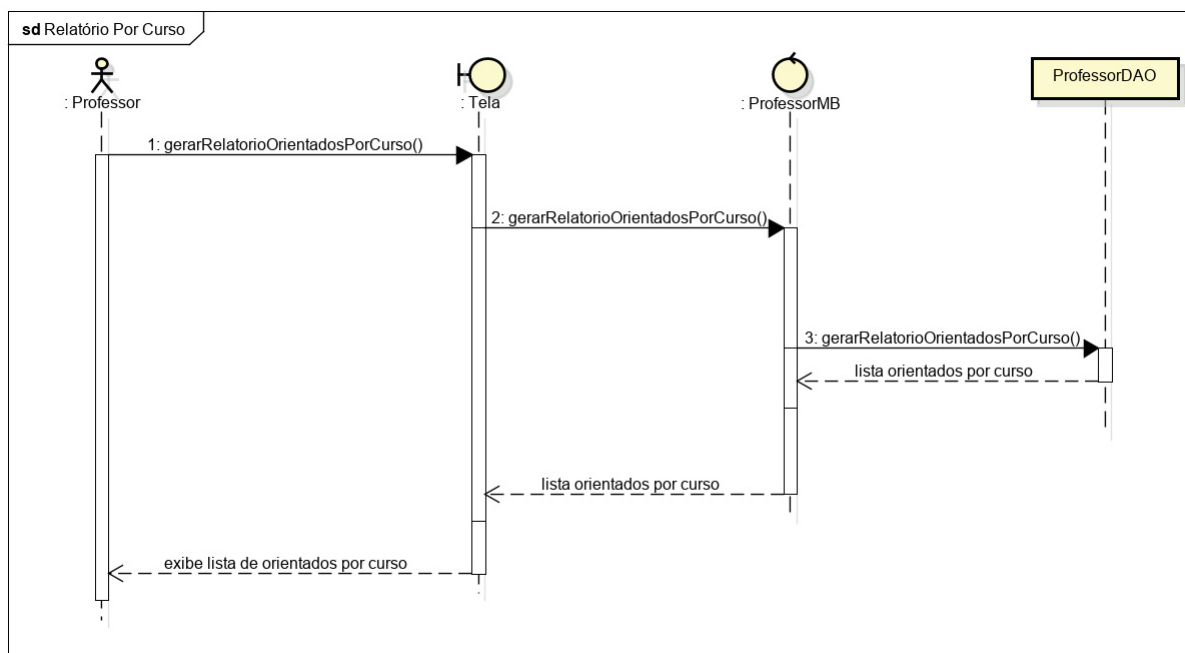 sd Relatório Por Curso
: Professor
: Tela
: ProfessorMB
ProfessorDAO
1: gerarRelatorioOrientadosPorCurso()
2: gerarRelatorioOrientadosPorCurso()
3: gerarRelatorioOrientadosPorCurso()
lista orientados por curso
lista orientados por curso
exibe lista de orientados por curso